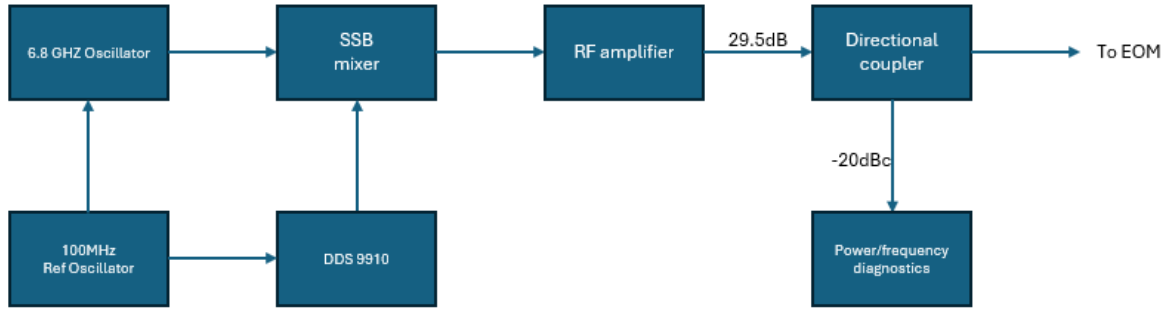 6.8 GHZ Oscillator
SSB
mixer
RF amplifier
29.5dB
Directional
coupler
To EOM
-20dBc
100MHz
Ref Oscillator
DDS 9910
Power/frequency
diagnostics